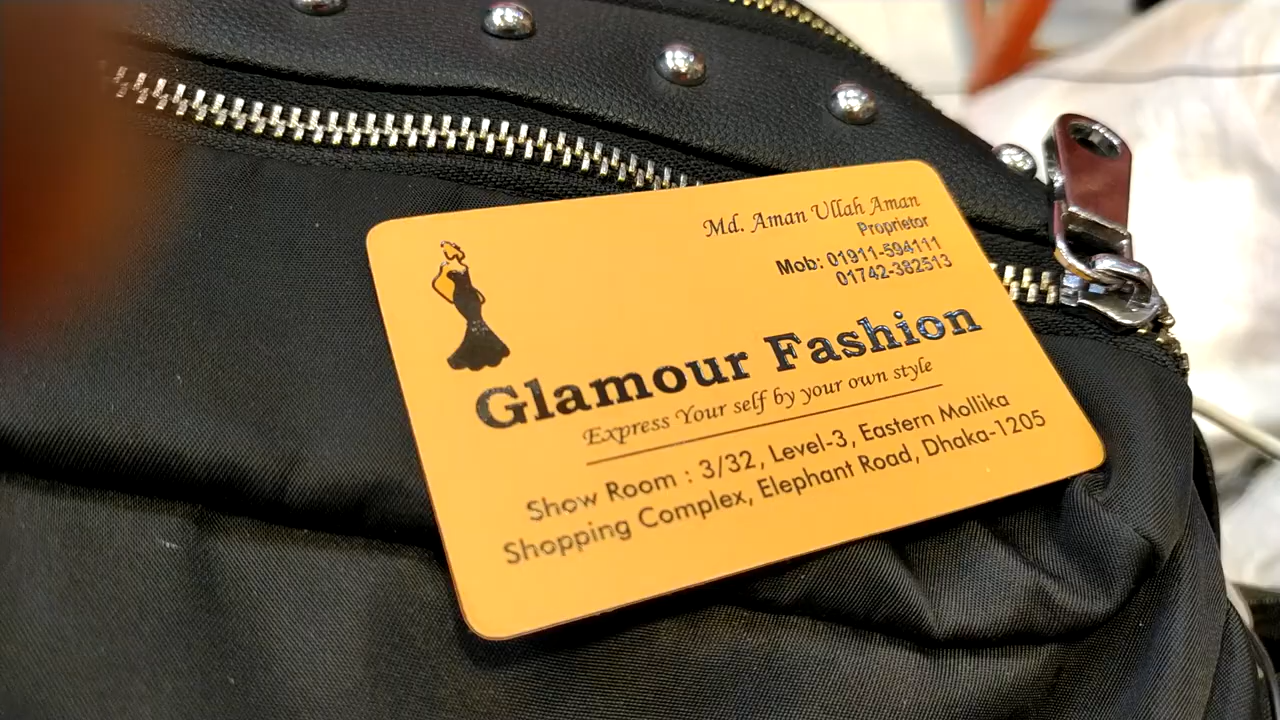 Md. Aman Ullah Aman
Proprietor
Mob: 01911-594111
01742-382513
Glamour Fashion
Express Your self by your own style
Show Room : 3/32, Level-3, Eastern Mollika
Shopping Complex, Elephant Road, Dhaka-1205